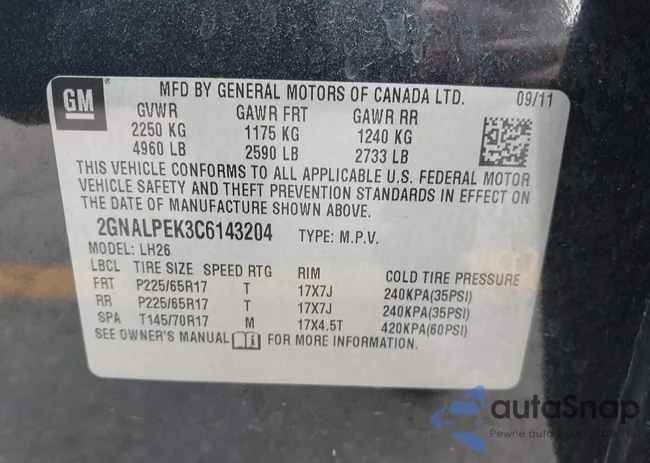 GM
MFD BY GENERAL MOTORS OF CANADA LTD. 09/11
GVWR GAWR FRT GAWR RR
2250 KG 1175 KG 1240 KG
4960 LB 2590 LB 2733 LB
THIS VEHICLE CONFORMS TO ALL APPLICABLE U.S. FEDERAL MOTOR
VEHICLE SAFETY AND THEFT PREVENTION STANDARDS IN EFFECT ON
THE DATE OF MANUFACTURE SHOWN ABOVE.
2GNALPEK3C6143204 TYPE: M.P.V.
MODEL: LH26
LBCL TIRE SIZE SPEED RTG RIM COLD TIRE PRESSURE
FRT P225/65R17 T 17X7J 240KPA(35PSI)
RR P225/65R17 T 17X7J 240KPA(35PSI)
SPA T145/70R17 M 17X4.5T 420KPA(60PSI)
SEE OWNER'S MANUAL FOR MORE INFORMATION.
autoSnap
Pewne auto